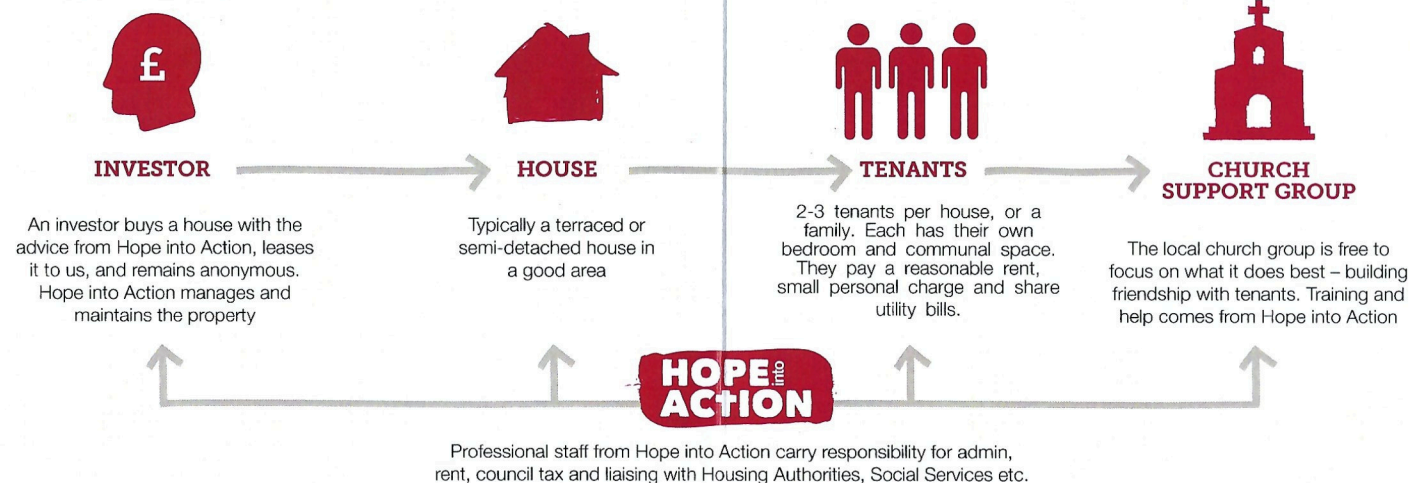 £
INVESTOR
An investor buys a house with the
advice from Hope into Action, leases
it to us, and remains anonymous.
Hope into Action manages and
maintains the property
HOUSE
Typically a terraced or
semi-detached house in
a good area
TENANTS
2-3 tenants per house, or a
family. Each has their own
bedroom and communal space.
They pay a reasonable rent,
small personal charge and share
utility bills.
CHURCH
SUPPORT GROUP
The local church group is free to
focus on what it does best – building
friendship with tenants. Training and
help comes from Hope into Action
HOPE into
ACTION
Professional staff from Hope into Action carry responsibility for admin,
rent, council tax and liaising with Housing Authorities, Social Services etc.